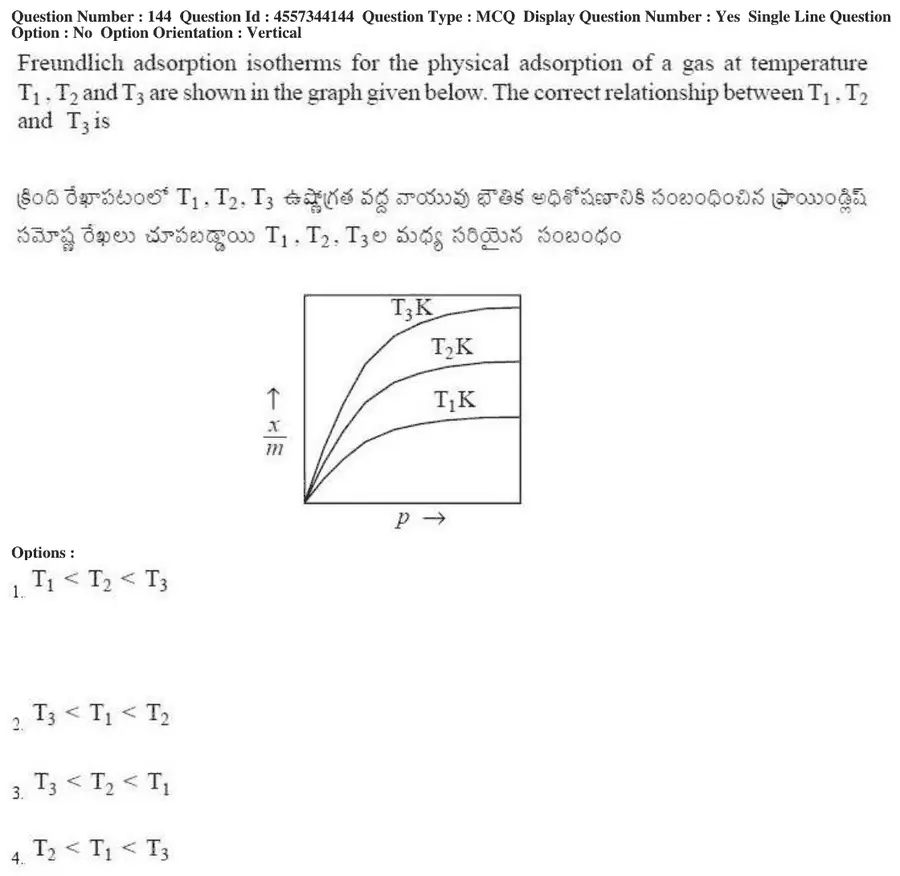 Question Number : 144 Question Id : 4557344144 Question Type : MCQ Display Question Number : Yes Single Line Question
Option : No Option Orientation : Vertical
Freundlich adsorption isotherms for the physical adsorption of a gas at temperature
T₁ , T₂ and T₃ are shown in the graph given below. The correct relationship between T₁ , T₂
and T₃ is
క్రింది రేఖాపటంలో T₁ , T₂, T₃ ఉష్ణోగ్రత వద్ద వాయువు భౌతిక అధిశోషణానికి సంబంధించిన ఫ్రాయిండ్లిష్
సమోష్ణ రేఖలు చూపబడ్డాయి T₁ , T₂ , T₃ ల మధ్య సరియైన సంబంధం
T₃K
T₂K
T₁K
↑
x
m
p →
Options :
1. T₁ < T₂ < T₃
2. T₃ < T₁ < T₂
3. T₃ < T₂ < T₁
4. T₂ < T₁ < T₃